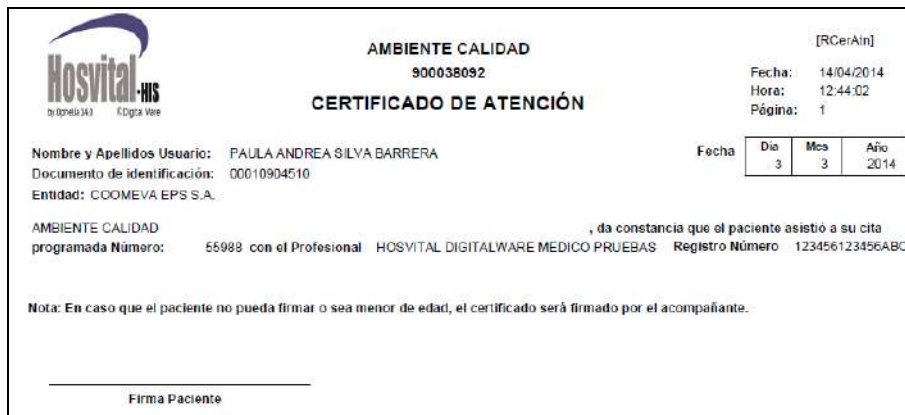 Hosvital-HIS
by Ophelia 3&3 ©Digital Ware
AMBIENTE CALIDAD
900038092
CERTIFICADO DE ATENCIÓN
[RCerAtn]
Fecha: 14/04/2014
Hora: 12:44:02
Página: 1
Nombre y Apellidos Usuario: PAULA ANDREA SILVA BARRERA
Documento de identificación: 00010904510
Entidad: COOMEVA EPS S.A.
Fecha Dia Mes Año
3 3 2014
AMBIENTE CALIDAD , da constancia que el paciente asistió a su cita
programada Número: 55988 con el Profesional HOSVITAL DIGITALWARE MEDICO PRUEBAS Registro Número 123456123456ABC
Nota: En caso que el paciente no pueda firmar o sea menor de edad, el certificado será firmado por el acompañante.
Firma Paciente